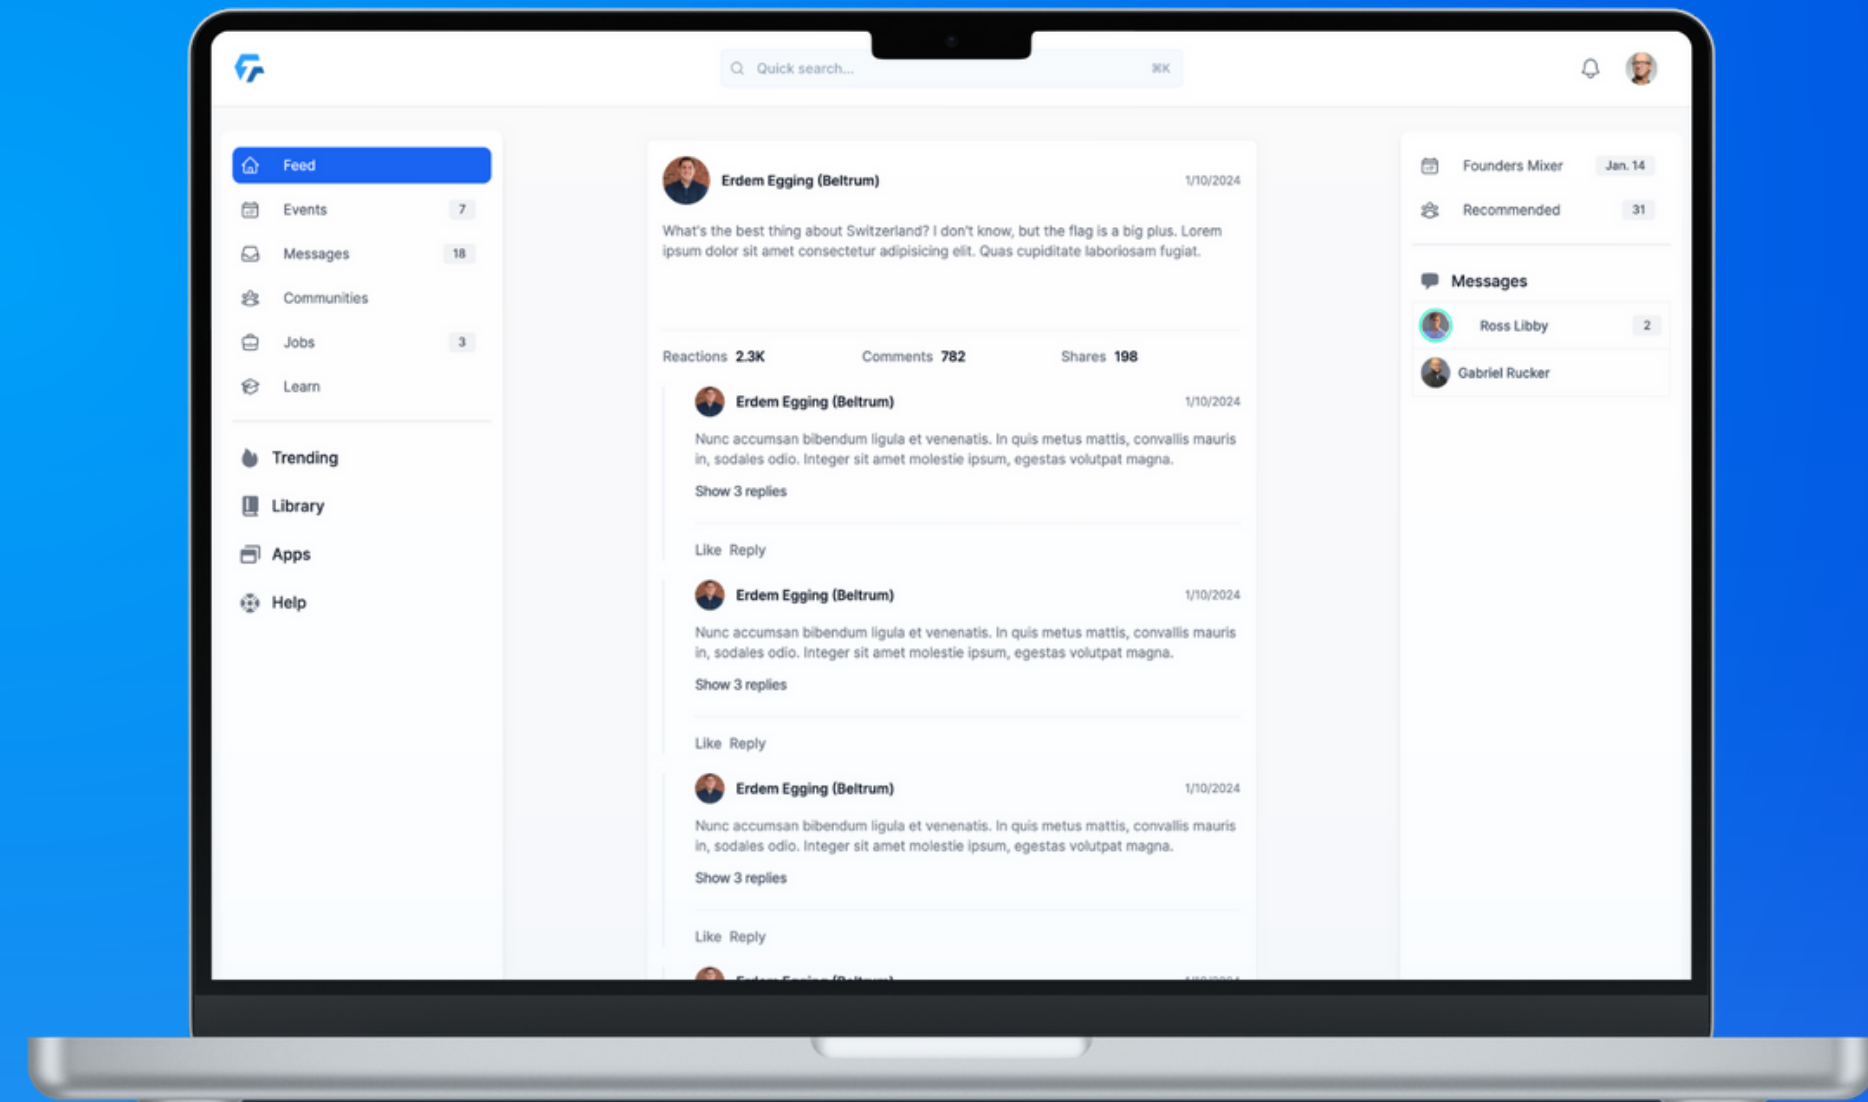 Quick search... ⌘K
Feed
Events 7
Messages 18
Communities
Jobs 3
Learn
Trending
Library
Apps
Help
Erdem Egging (Beltrum) 1/10/2024
What's the best thing about Switzerland? I don't know, but the flag is a big plus. Lorem
ipsum dolor sit amet consectetur adipisicing elit. Quas cupiditate laboriosam fugiat.
Reactions 2.3K Comments 782 Shares 198
Erdem Egging (Beltrum) 1/10/2024
Nunc accumsan bibendum ligula et venenatis. In quis metus mattis, convallis mauris
in, sodales odio. Integer sit amet molestie ipsum, egestas volutpat magna.
Show 3 replies
Like Reply
Erdem Egging (Beltrum) 1/10/2024
Nunc accumsan bibendum ligula et venenatis. In quis metus mattis, convallis mauris
in, sodales odio. Integer sit amet molestie ipsum, egestas volutpat magna.
Show 3 replies
Like Reply
Erdem Egging (Beltrum) 1/10/2024
Nunc accumsan bibendum ligula et venenatis. In quis metus mattis, convallis mauris
in, sodales odio. Integer sit amet molestie ipsum, egestas volutpat magna.
Show 3 replies
Like Reply
Erdem Egging (Beltrum) 1/10/2024
Founders Mixer Jan. 14
Recommended 31
Messages
Ross Libby 2
Gabriel Rucker